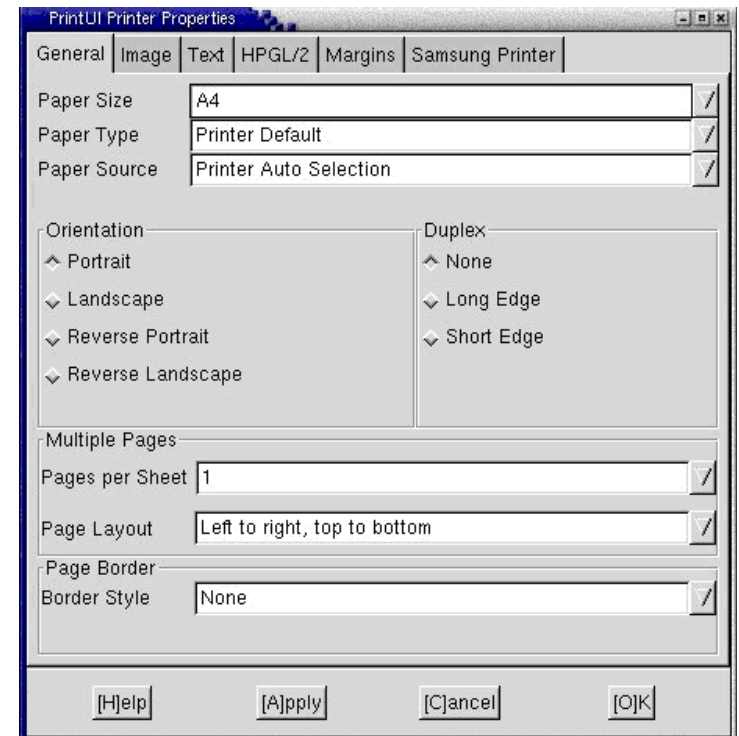 PrintUI Printer Properties
General Image Text HPGL/2 Margins Samsung Printer
Paper Size A4
Paper Type Printer Default
Paper Source Printer Auto Selection
Orientation Duplex
Portrait None
Landscape Long Edge
Reverse Portrait Short Edge
Reverse Landscape
Multiple Pages
Pages per Sheet 1
Page Layout Left to right, top to bottom
Page Border
Border Style None
[H]elp [A]pply [C]ancel [O]K